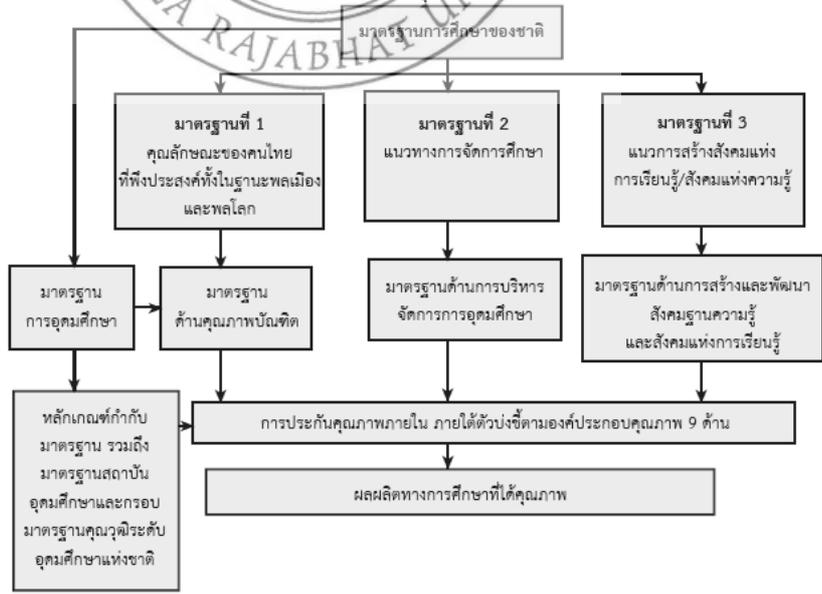 A RAJABHAT U
มาตรฐานการศึกษาของชาติ
มาตรฐานที่ 1
คุณลักษณะของคนไทย
ที่พึงประสงค์ทั้งในฐานะพลเมือง
และพลโลก
มาตรฐานที่ 2
แนวทางการจัดการศึกษา
มาตรฐานที่ 3
แนวการสร้างสังคมแห่ง
การเรียนรู้/สังคมแห่งความรู้
มาตรฐาน
การอุดมศึกษา
มาตรฐาน
ด้านคุณภาพบัณฑิต
มาตรฐานด้านการบริหาร
จัดการการอุดมศึกษา
มาตรฐานด้านการสร้างและพัฒนา
สังคมฐานความรู้
และสังคมแห่งการเรียนรู้
หลักเกณฑ์กำกับ
มาตรฐาน รวมถึง
มาตรฐานสถาบัน
อุดมศึกษาและกรอบ
มาตรฐานคุณวุฒิระดับ
อุดมศึกษาแห่งชาติ
การประกันคุณภาพภายใน ภายใต้ตัวบ่งชี้ตามองค์ประกอบคุณภาพ 9 ด้าน
ผลผลิตทางการศึกษาที่ได้คุณภาพ